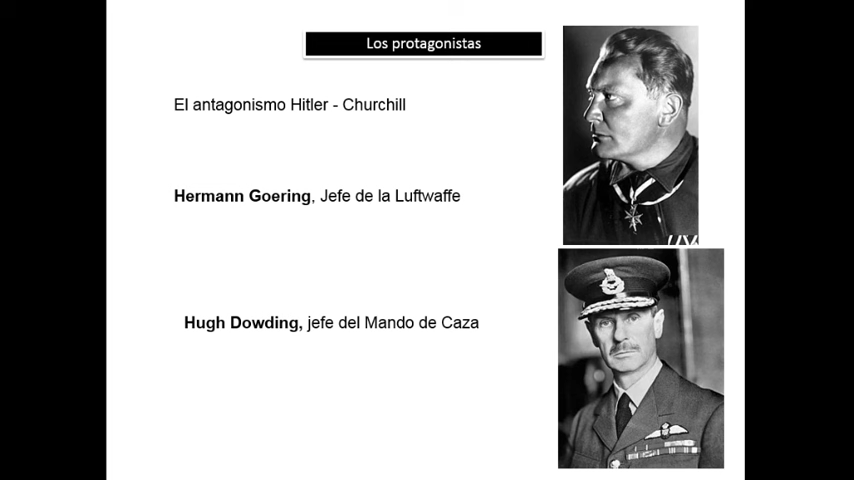 Los protagonistas
El antagonismo Hitler - Churchill
Hermann Goering, Jefe de la Luftwaffe
Hugh Dowding, jefe del Mando de Caza